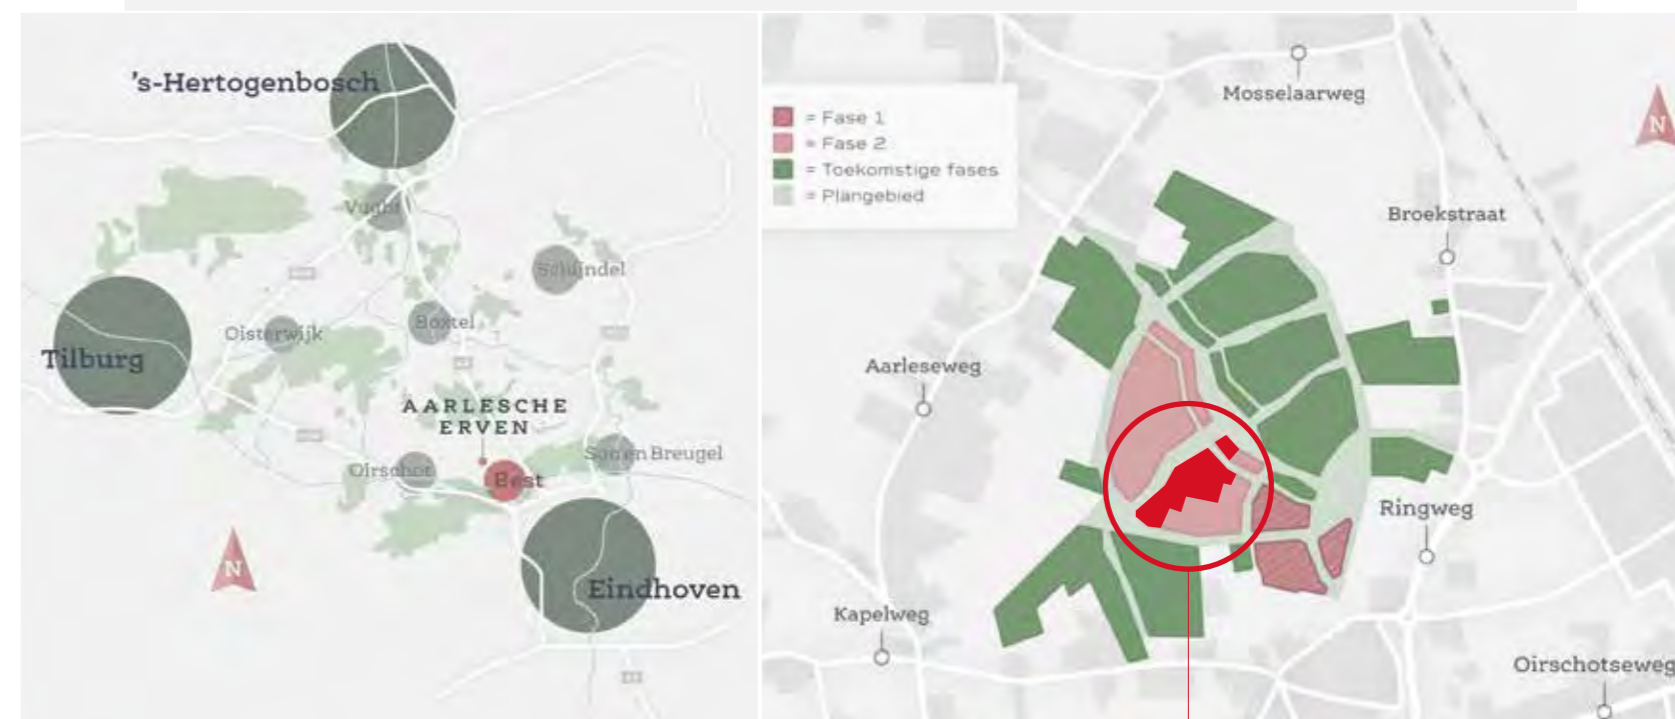 's-Hertogenbosch
Vught
Schijndel
Oisterwijk
Boxtel
Tilburg
AARLESCHE
ERVEN
Son en Breugel
Oirschot
Best
N
Eindhoven
= Fase 1
= Fase 2
= Toekomstige fases
= Plangebied
Mosselaarweg
N
Broekstraat
Aarleseweg
Ringweg
Kapelweg
Oirschotseweg